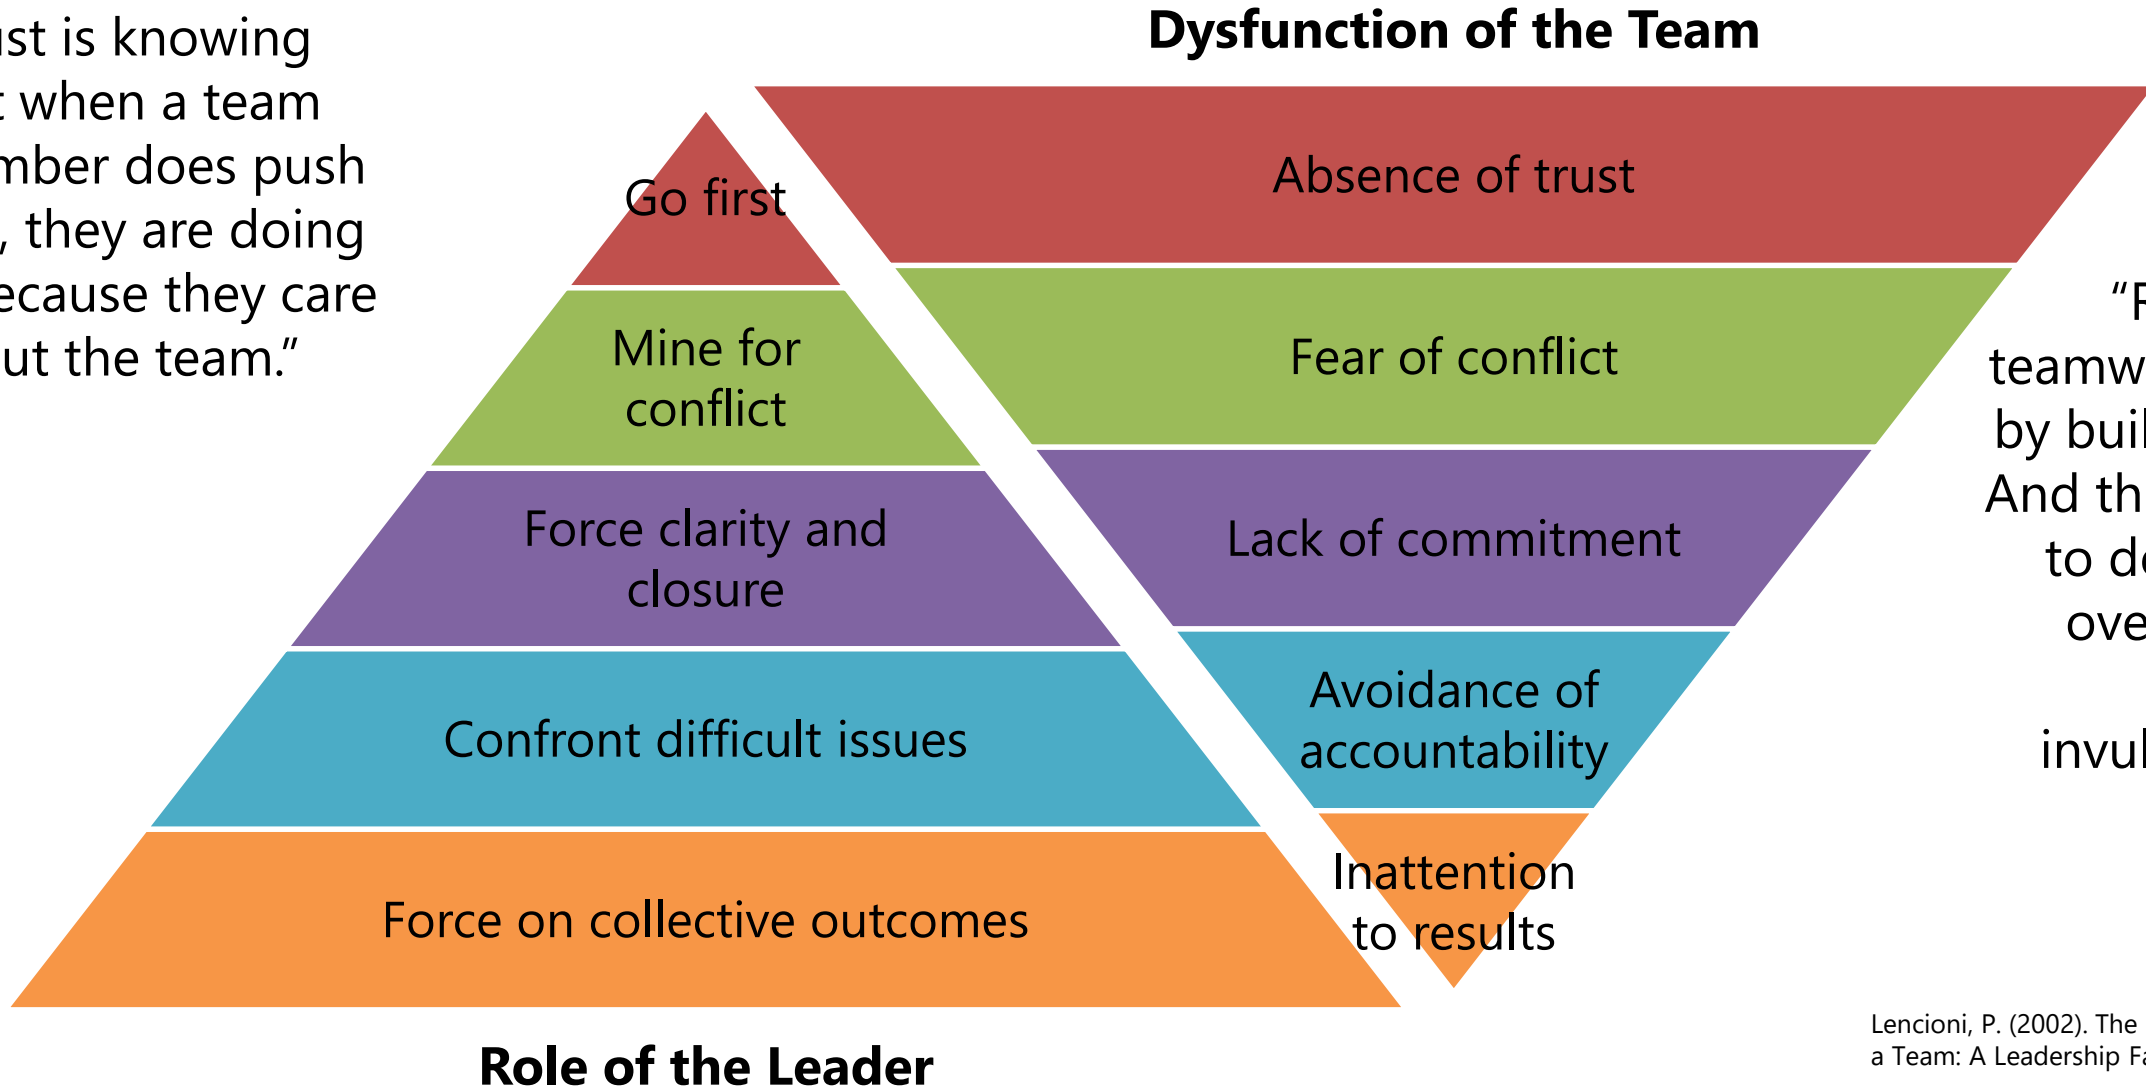 Dysfunction of the Team
ust is knowing
t when a team
mber does push
, they are doing
ecause they care
ut the team.”
Go first
Mine for
conflict
Force clarity and
closure
Confront difficult issues
Force on collective outcomes
Role of the Leader
Absence of trust
Fear of conflict
Lack of commitment
Avoidance of
accountability
Inattention
to results
“R
teamw
by buil
And th
to de
ove
invul
Lencioni, P. (2002). The
a Team: A Leadership Fa